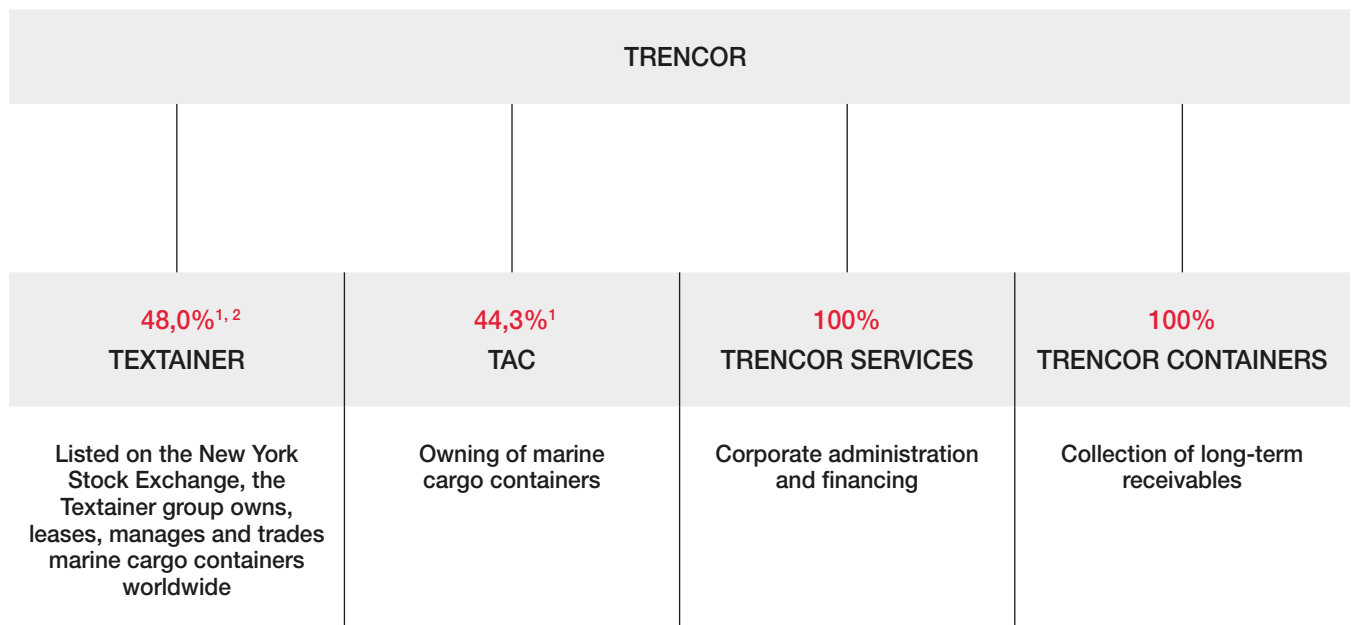 TRENCOR
48,0%1, 2
TEXTAINER
Listed on the New York
Stock Exchange, the
Textainer group owns,
leases, manages and trades
marine cargo containers
worldwide
44,3%1
TAC
Owning of marine
cargo containers
100%
TRENCOR SERVICES
Corporate administration
and financing
100%
TRENCOR CONTAINERS
Collection of long-term
receivables